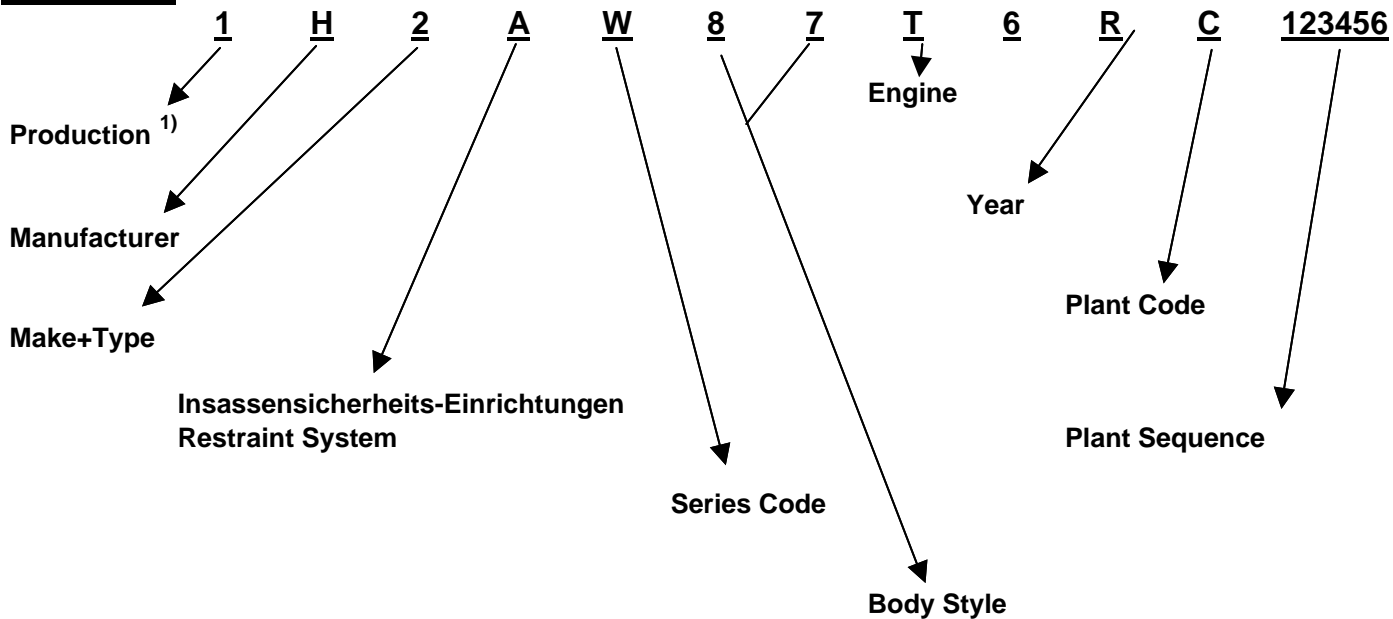 1 H 2 A W 8 7 T 6 R C 123456
Engine
Production 1)
Year
Manufacturer
Plant Code
Make+Type
Insassensicherheits-Einrichtungen
Restraint System
Plant Sequence
Series Code
Body Style